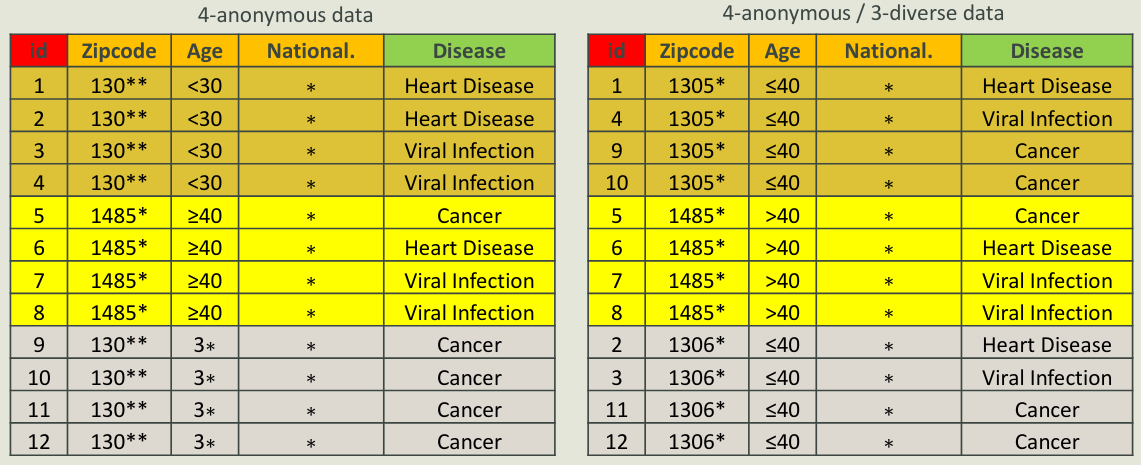 4-anonymous data
id Zipcode Age National. Disease
1 130** <30 * Heart Disease
2 130** <30 * Heart Disease
3 130** <30 * Viral Infection
4 130** <30 * Viral Infection
5 1485* ≥40 * Cancer
6 1485* ≥40 * Heart Disease
7 1485* ≥40 * Viral Infection
8 1485* ≥40 * Viral Infection
9 130** 3* * Cancer
10 130** 3* * Cancer
11 130** 3* * Cancer
12 130** 3* * Cancer
4-anonymous / 3-diverse data
id Zipcode Age National. Disease
1 1305* ≤40 * Heart Disease
4 1305* ≤40 * Viral Infection
9 1305* ≤40 * Cancer
10 1305* ≤40 * Cancer
5 1485* >40 * Cancer
6 1485* >40 * Heart Disease
7 1485* >40 * Viral Infection
8 1485* >40 * Viral Infection
2 1306* ≤40 * Heart Disease
3 1306* ≤40 * Viral Infection
11 1306* ≤40 * Cancer
12 1306* ≤40 * Cancer